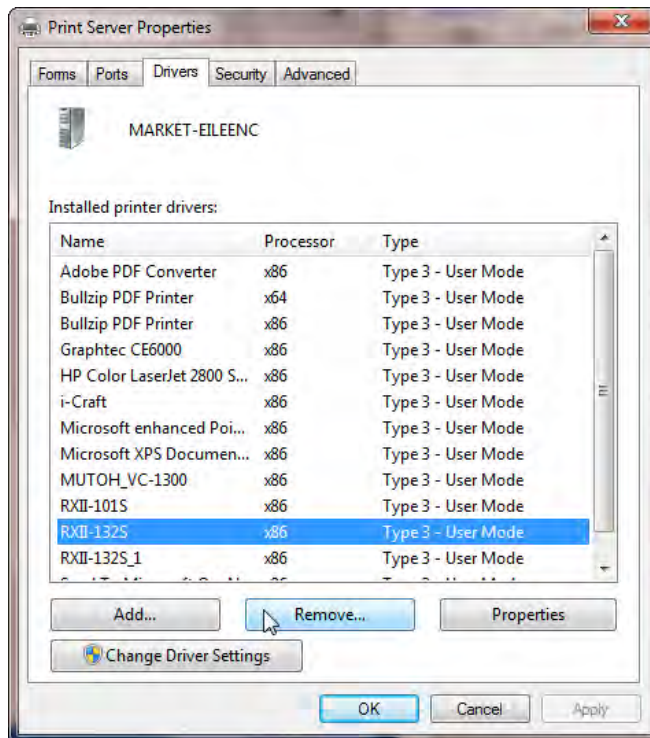 Print Server Properties
Forms Ports Drivers Security Advanced
MARKET-EILEENC
Installed printer drivers:
Name Processor Type
Adobe PDF Converter x86 Type 3 - User Mode
Bullzip PDF Printer x64 Type 3 - User Mode
Bullzip PDF Printer x86 Type 3 - User Mode
Graphtec CE6000 x86 Type 3 - User Mode
HP Color LaserJet 2800 S... x86 Type 3 - User Mode
i-Craft x86 Type 3 - User Mode
Microsoft enhanced Poi... x86 Type 3 - User Mode
Microsoft XPS Documen... x86 Type 3 - User Mode
MUTOH_VC-1300 x86 Type 3 - User Mode
RXII-101S x86 Type 3 - User Mode
RXII-132S x86 Type 3 - User Mode
RXII-132S_1 x86 Type 3 - User Mode
Add... Remove... Properties
Change Driver Settings
OK Cancel Apply